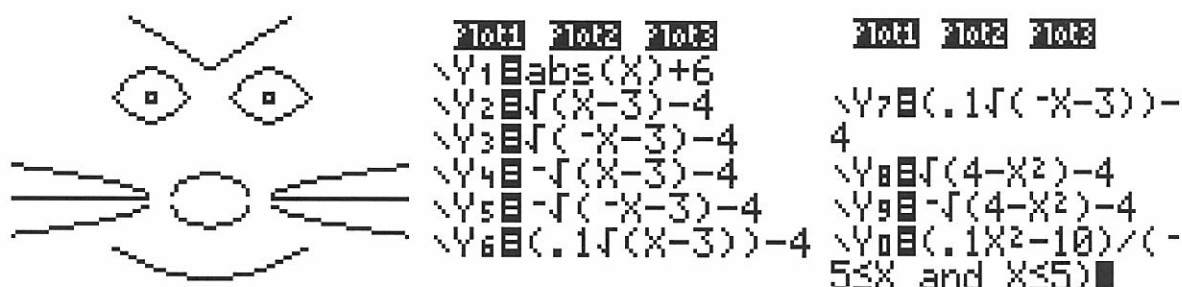 Plot1 Plot2 Plot3
\Y1=abs(X)+6
\Y2=√(X-3)-4
\Y3=√(-X-3)-4
\Y4=-√(X-3)-4
\Y5=-√(-X-3)-4
\Y6=(.1√(X-3))-4
Plot1 Plot2 Plot3
\Y7=(.1√(-X-3))-
4
\Y8=√(4-X²)-4
\Y9=-√(4-X²)-4
\Y0=(.1X²-10)/(-
5≤X and X≤5)